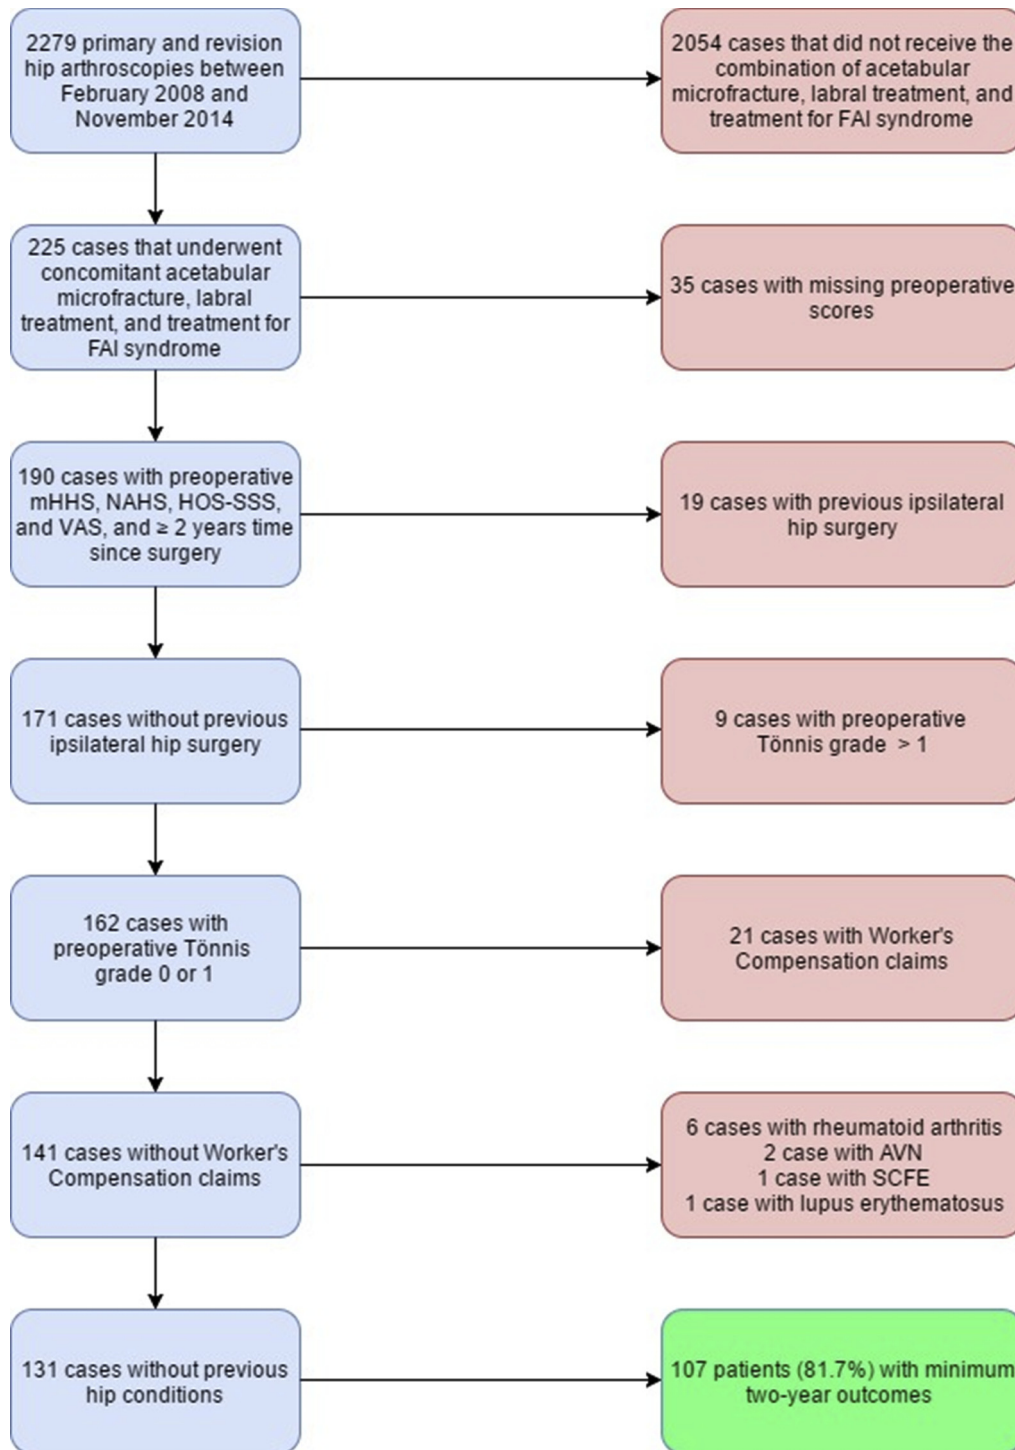 2279 primary and revision
hip arthroscopies between
February 2008 and
November 2014
2054 cases that did not receive the
combination of acetabular
microfracture, labral treatment, and
treatment for FAI syndrome
225 cases that underwent
concomitant acetabular
microfracture, labral
treatment, and treatment for
FAI syndrome
35 cases with missing preoperative
scores
190 cases with preoperative
mHHS, NAHS, HOS-SSS,
and VAS, and ≥ 2 years time
since surgery
19 cases with previous ipsilateral
hip surgery
171 cases without previous
ipsilateral hip surgery
9 cases with preoperative
Tönnis grade > 1
162 cases with
preoperative Tönnis
grade 0 or 1
21 cases with Worker's
Compensation claims
141 cases without Worker's
Compensation claims
6 cases with rheumatoid arthritis
2 case with AVN
1 case with SCFE
1 case with lupus erythematosus
131 cases without previous
hip conditions
107 patients (81.7%) with minimum
two-year outcomes